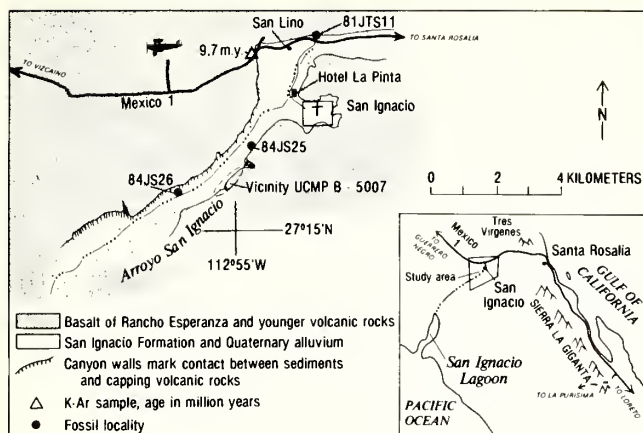 81JTS11
San Lino
TO SANTA ROSALIA
9.7 m.y.
TO VIZCAINO
Hotel La Pinta
Mexico 1
San Ignacio
N
84JS25
84JS26
0 2 4 KILOMETERS
Vicinity UCMP B - 5007
Arroyo San Ignacio
27°15'N
112°55'W
Basalt of Rancho Esperanza and younger volcanic rocks
San Ignacio Formation and Quaternary alluvium
Canyon walls mark contact between sediments
and capping volcanic rocks
K-Ar sample, age in million years
Fossil locality
Tres
Virgenes
Mexico
1
TO
GUERRERO
NEGRO
Santa Rosalía
Study area
San
Ignacio
GULF OF
CALIFORNIA
SIERRA LA GIGANTA
San Ignacio
Lagoon
TO LA PURISIMA
TO LORETO
PACIFIC
OCEAN